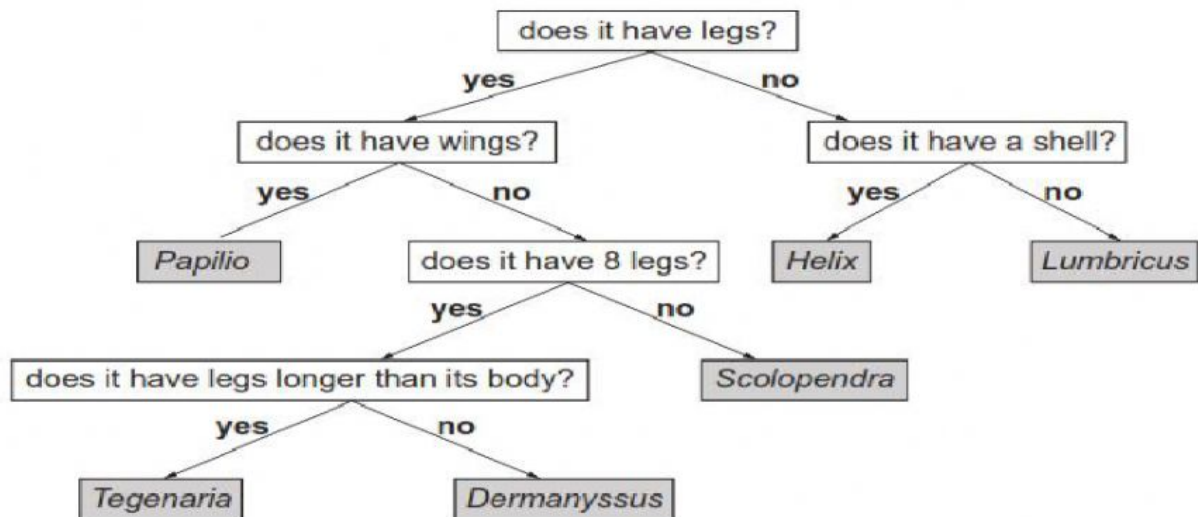 does it have legs?
yes
no
does it have wings?
does it have a shell?
yes
no
yes
no
Papilio
does it have 8 legs?
Helix
Lumbricus
yes
no
does it have legs longer than its body?
Scolopendra
yes
no
Tegenaria
Dermanyssus